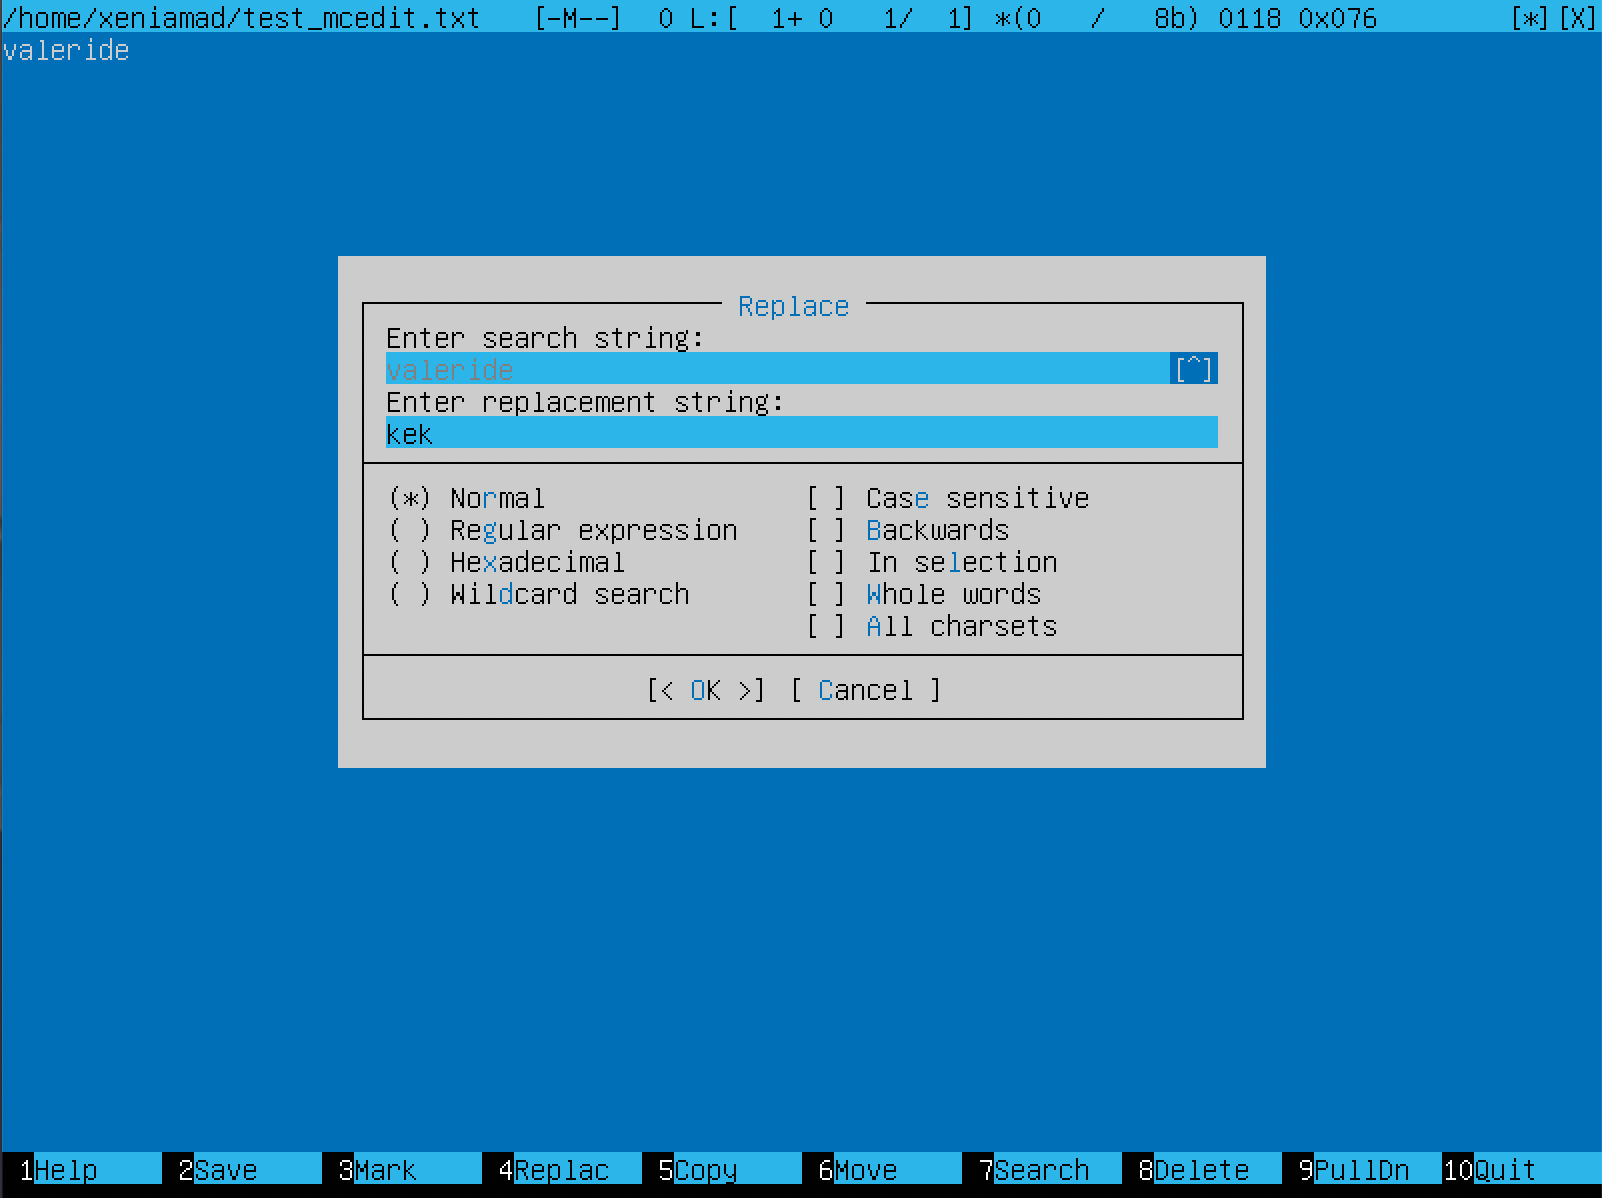 /home/xeniamad/test_mcedit.txt [-M--] 0 L:[ 1+ 0 1/ 1] *(0 / 8b) 0118 0x076 [*][X]
valeride
Replace
Enter search string:
valeride [^]
Enter replacement string:
kek
(*) Normal [ ] Case sensitive
( ) Regular expression [ ] Backwards
( ) Hexadecimal [ ] In selection
( ) Wildcard search [ ] Whole words
[ ] All charsets
[< OK >] [ Cancel ]
1Help 2Save 3Mark 4Replac 5Copy 6Move 7Search 8Delete 9PullDn 10Quit